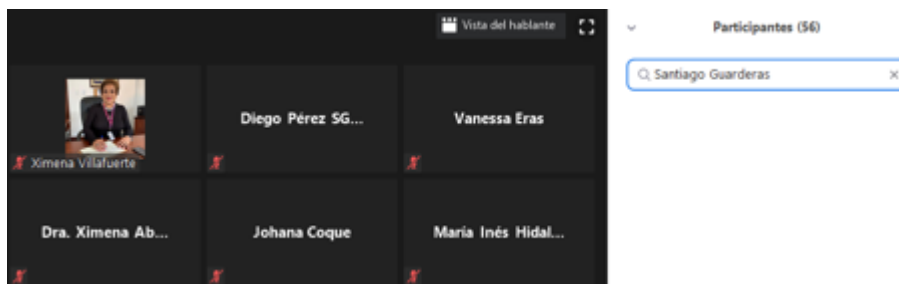 Vista del hablante
Participantes (56)
Santiago Guarderas
Diego Pérez SG...
Vanessa Eras
Ximena Villafuerte
Dra. Ximena Ab...
Johana Coque
María Inés Hidal...